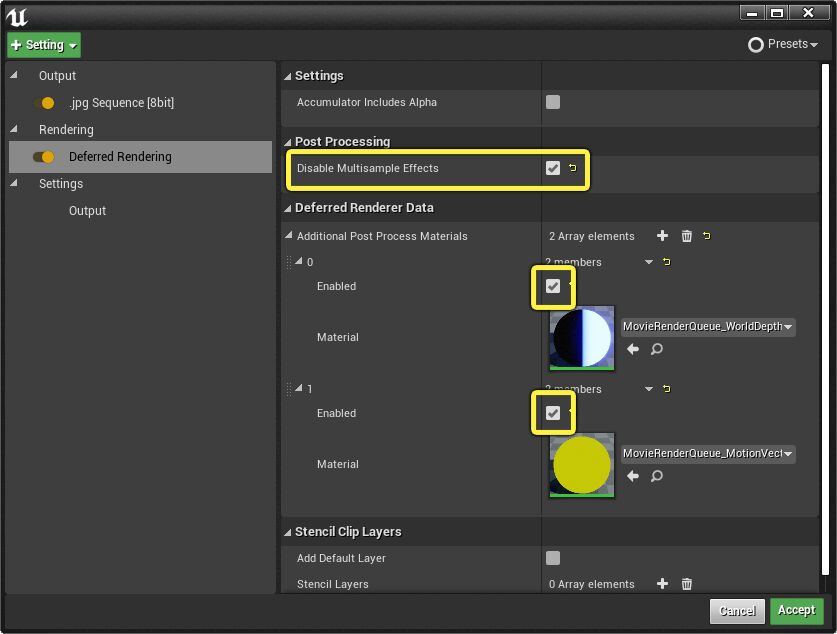 Setting
Presets
Output
.jpg Sequence [8bit]
Rendering
Deferred Rendering
Settings
Output
Settings
Accumulator Includes Alpha
Post Processing
Disable Multisample Effects
Deferred Renderer Data
Additional Post Process Materials
2 Array elements
0
2 members
Enabled
Material
MovieRenderQueue_WorldDepth
1
2 members
Enabled
Material
MovieRenderQueue_MotionVect
Stencil Clip Layers
Add Default Layer
Stencil Layers
0 Array elements
Cancel
Accept